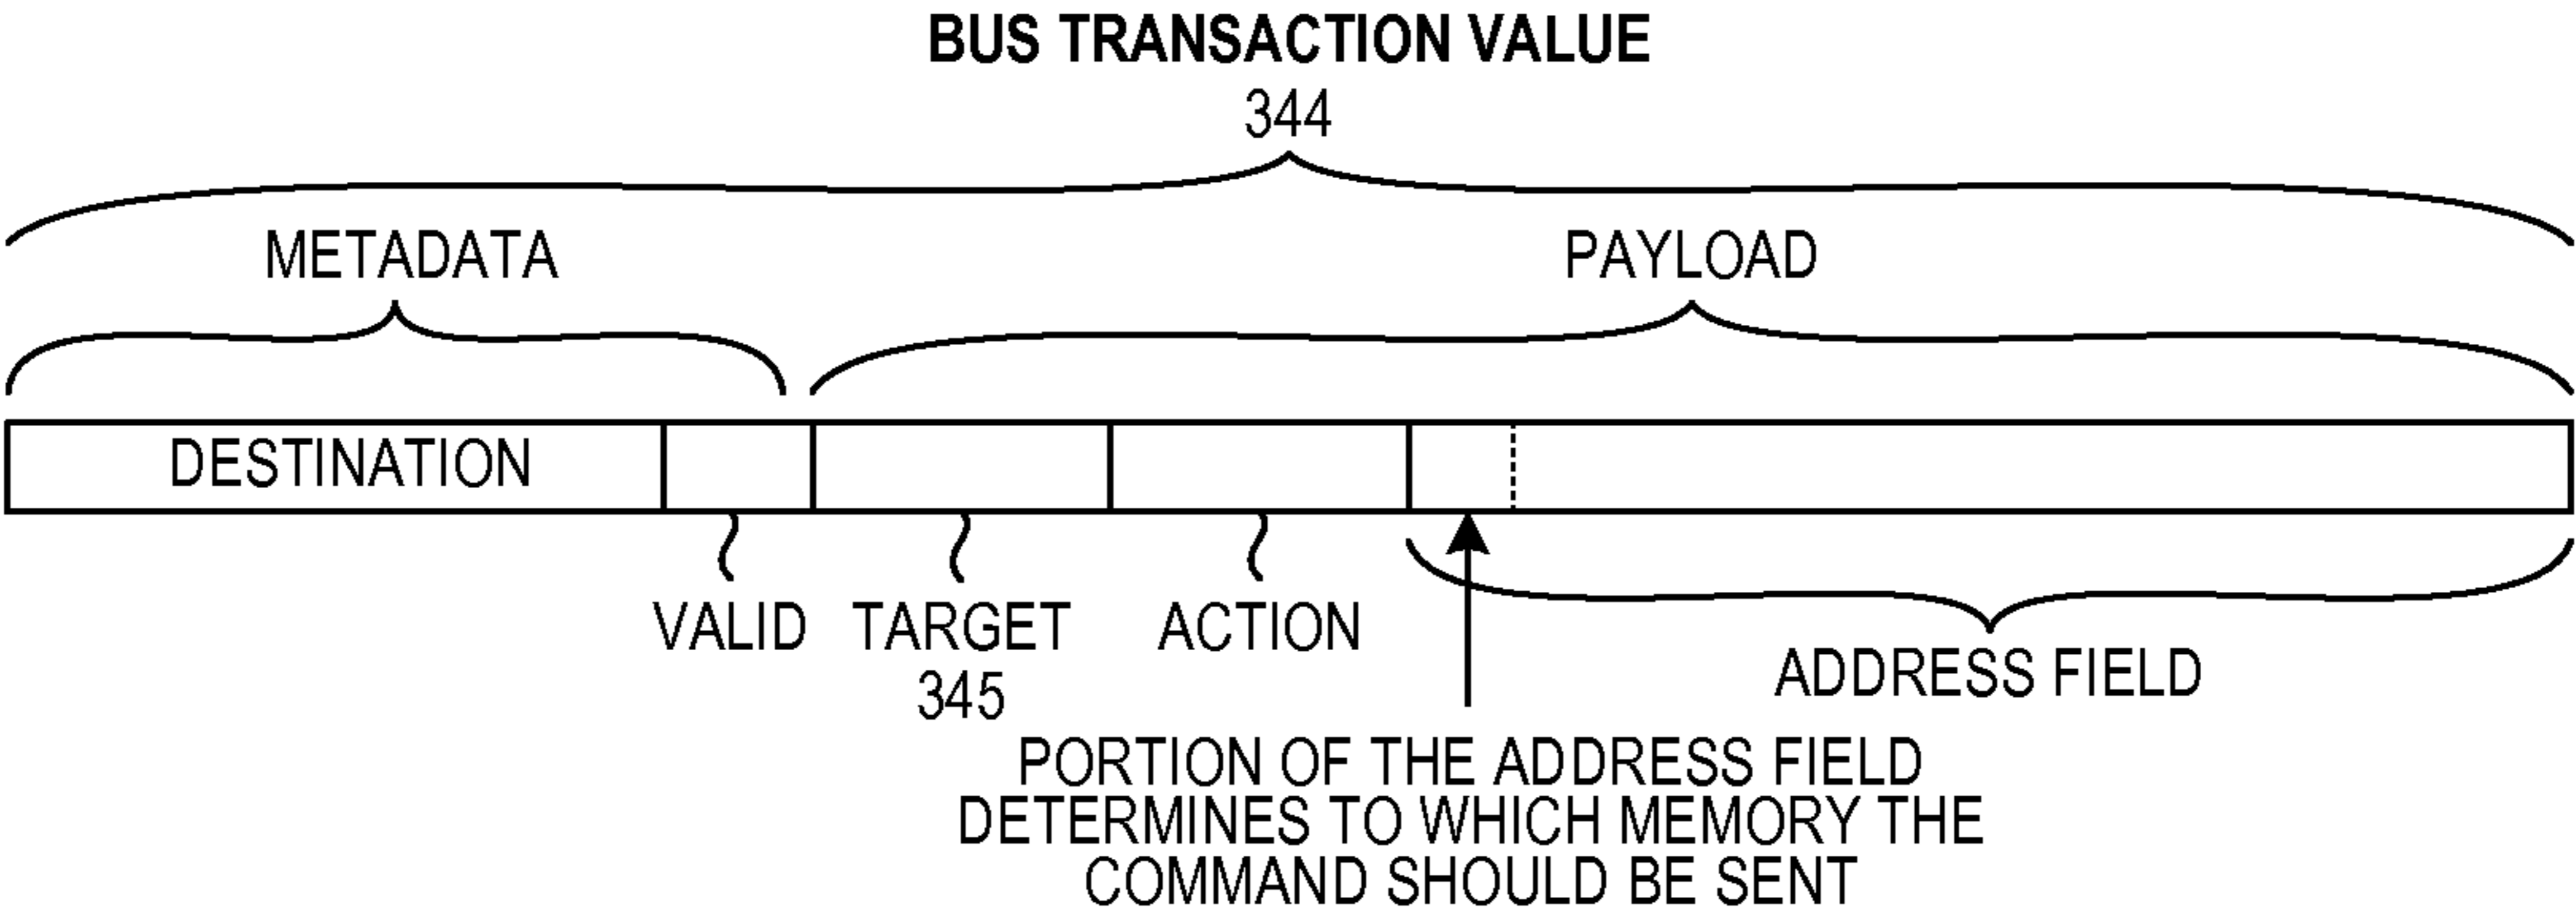 BUS TRANSACTION VALUE
344
METADATA
PAYLOAD
DESTINATION
VALID
TARGET
345
ACTION
ADDRESS FIELD
PORTION OF THE ADDRESS FIELD
DETERMINES TO WHICH MEMORY THE
COMMAND SHOULD BE SENT